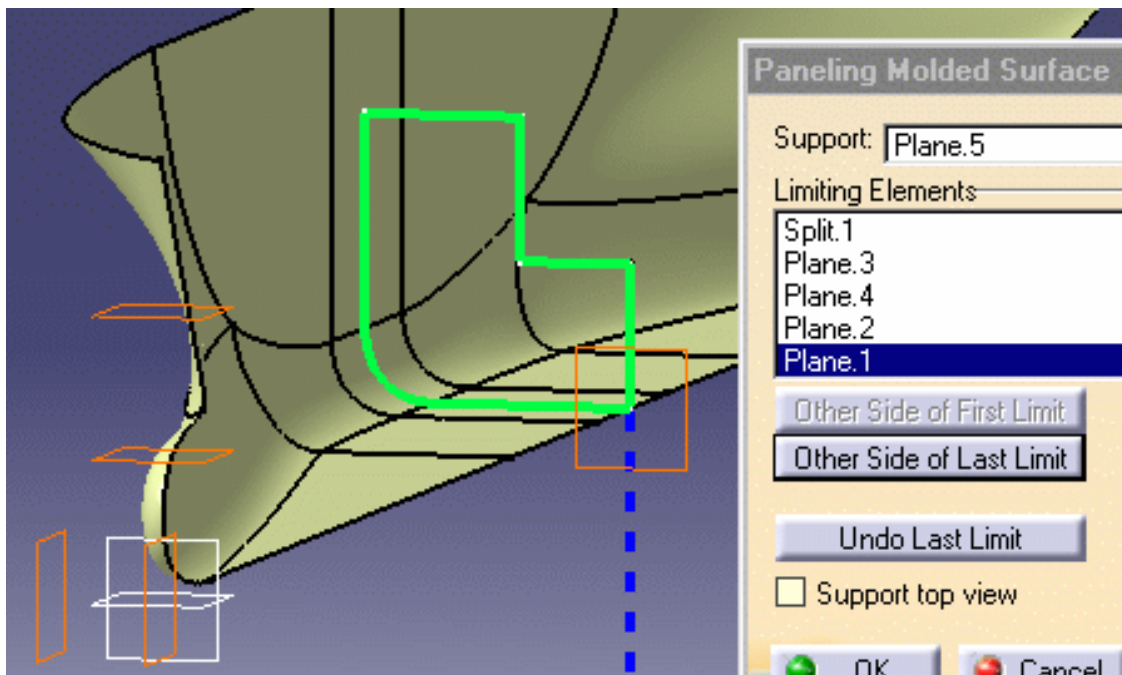 Paneling Molded Surface
Support: Plane.5
Limiting Elements
Split.1
Plane.3
Plane.4
Plane.2
Plane.1
Other Side of First Limit
Other Side of Last Limit
Undo Last Limit
Support top view
OK Cancel